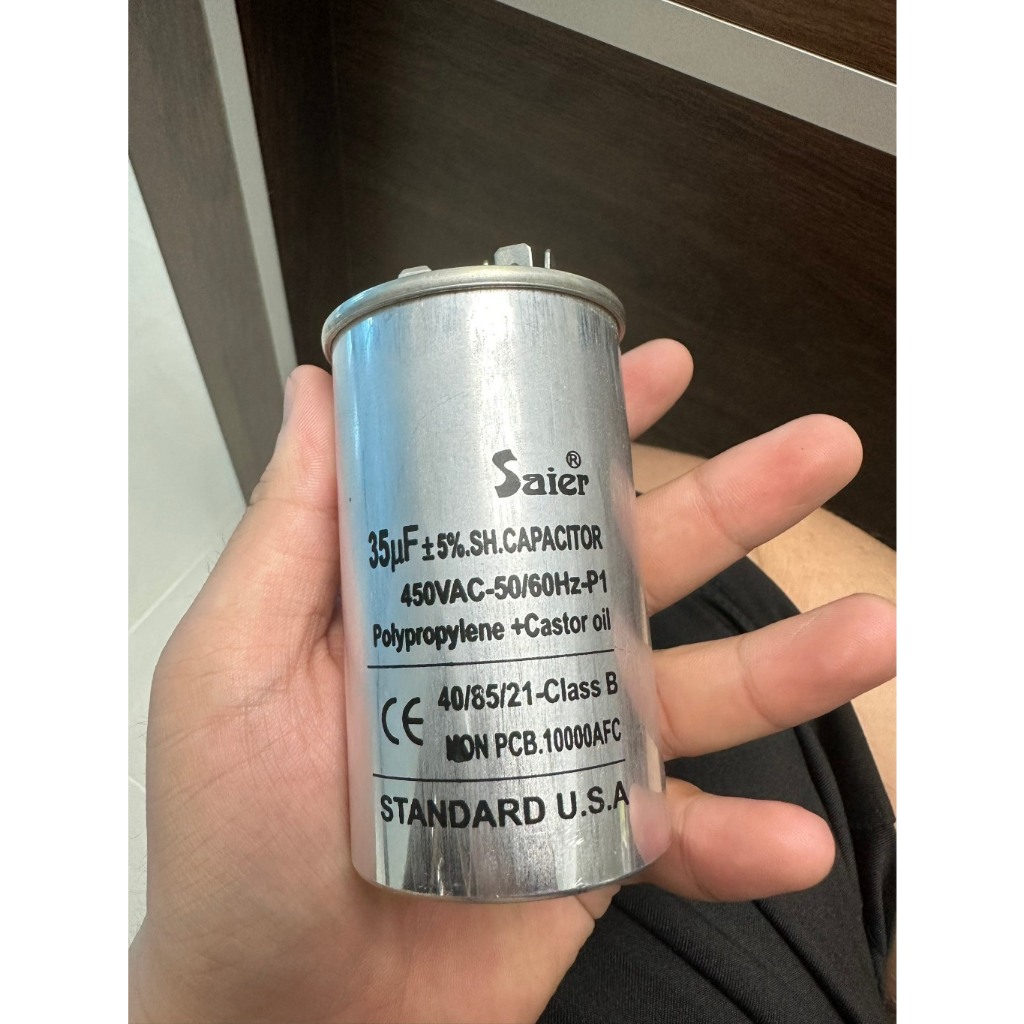 Saier®
35µF±5%.SH.CAPACITOR
450VAC-50/60Hz-P1
Polypropylene +Castor oil
40/85/21-Class B
CE NON PCB.10000AFC
STANDARD U.S.A